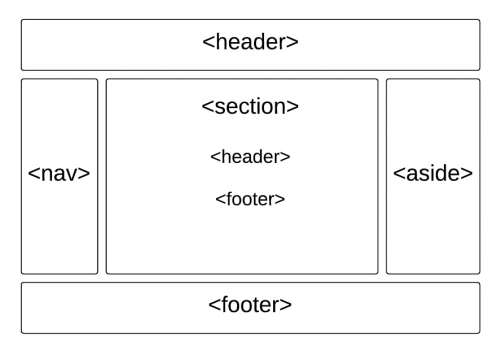 <header>
<nav>
<section>
<header>
<footer>
<aside>
<footer>